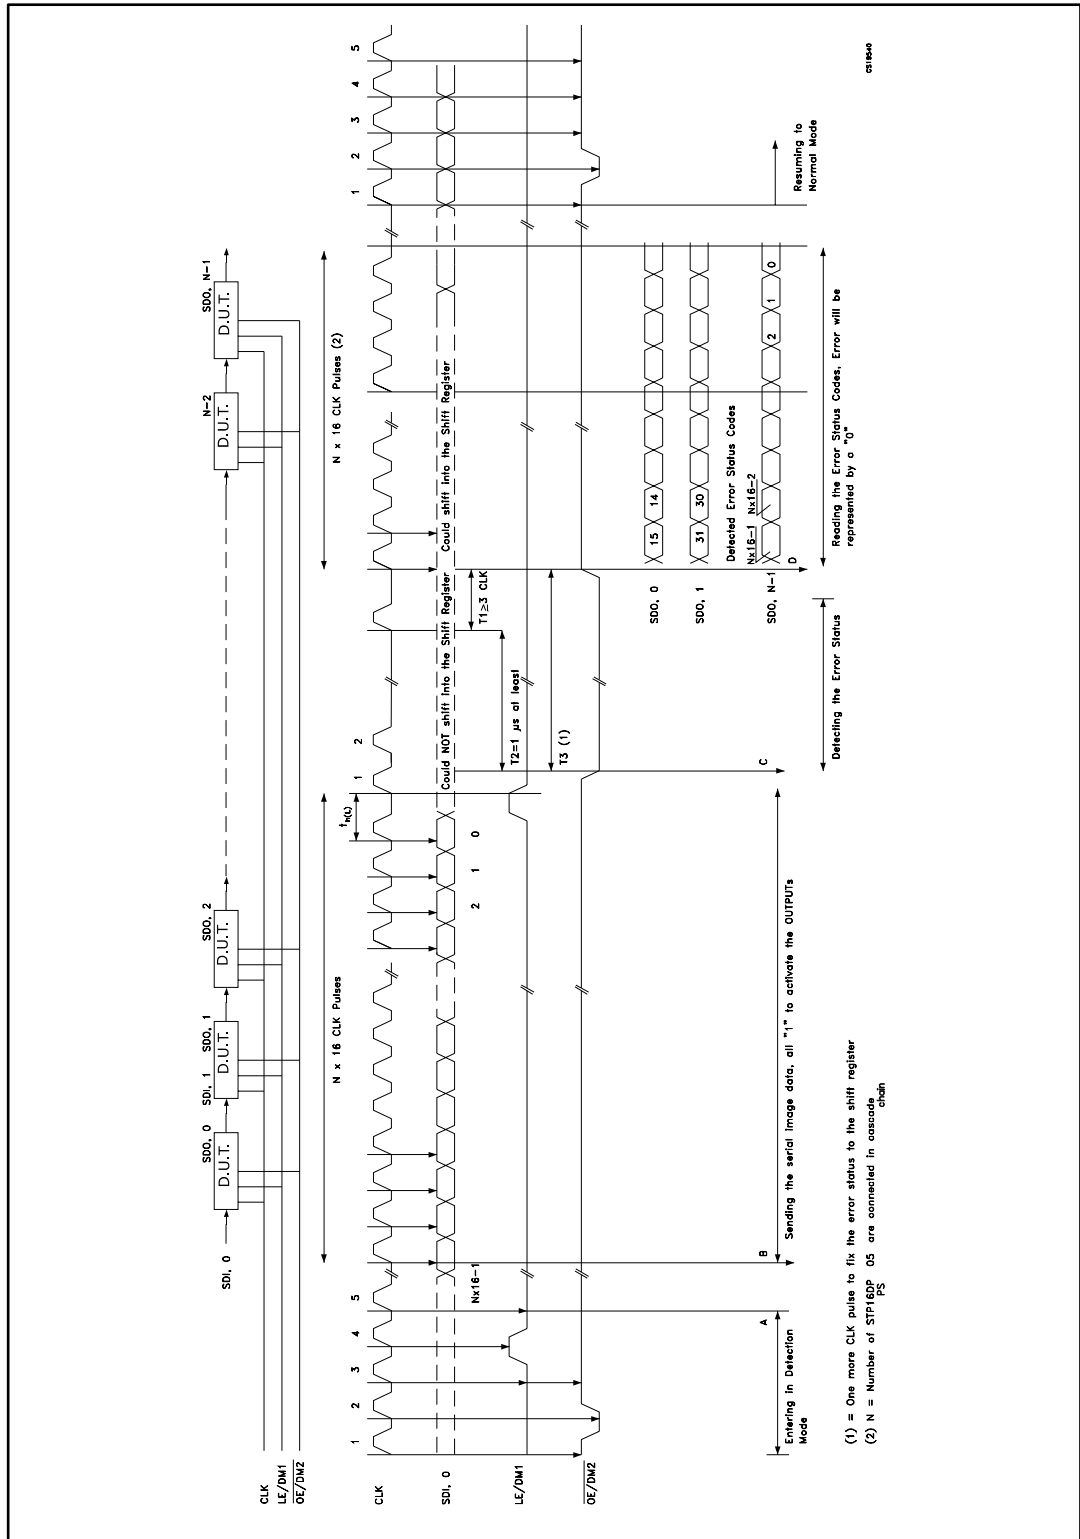 SDI, 0
D.U.T.
SDO, 0
SDI, 1
D.U.T.
SDO, 1
D.U.T.
SDO, 2
D.U.T.
N-2
D.U.T.
SDO, N-1
CLK
LE/DM1
OE/DM2
N x 16 CLK Pulses
N x 16 CLK Pulses (2)
CLK
1 2 3 4 5
1 2
1 2 3 4 5
th(L)
SDI, 0
Nx16-1
2 1 0
Could NOT shift into the Shift Register
Could shift into the Shift Register
T1≥3 CLK
T2=1 µs at least
LE/DM1
T3 (1)
OE/DM2
SDO, 0
15 14
SDO, 1
31 30
Detected Error Status Codes
Nx16-1 Nx16-2
SDO, N-1
2 1 0
A
B
C
D
Entering in Detection
Mode
Sending the serial image data, all "1" to activate the OUTPUTs
Detecting the Error Status
Reading the Error Status Codes, Error will be
represented by a "0"
Resuming to
Normal Mode
(1) = One more CLK pulse to fix the error status to the shift register
(2) N = Number of STP16DP 05 are connected in cascade
PS
chain
CS18540